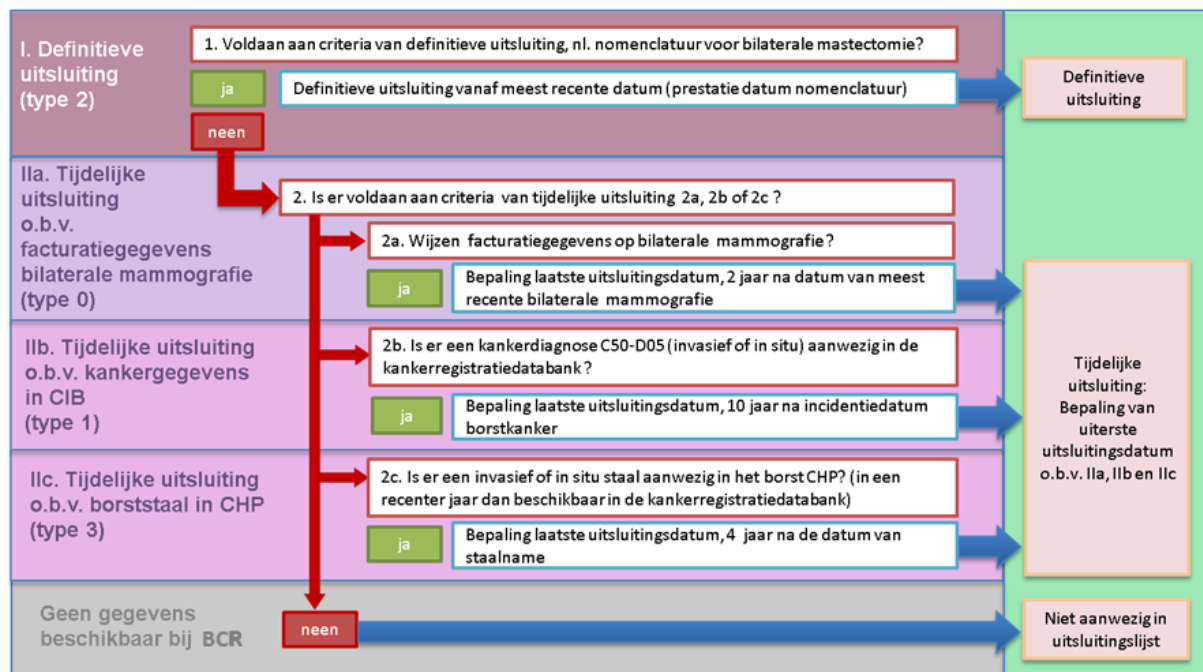 I. Definitieve
uitsluiting
(type 2)
1. Voldaan aan criteria van definitieve uitsluiting, nl. nomenclatuur voor bilaterale mastectomie?
ja
Definitieve uitsluiting vanaf meest recente datum (prestatie datum nomenclatuur)
Definitieve
uitsluiting
neen
IIa. Tijdelijke
uitsluiting
o.b.v.
facturatiegegevens
bilaterale mammografie
(type 0)
2. Is er voldaan aan criteria van tijdelijke uitsluiting 2a, 2b of 2c ?
2a. Wijzen facturatiegegevens op bilaterale mammografie?
ja
Bepaling laatste uitsluitingsdatum, 2 jaar na datum van meest
recente bilaterale mammografie
IIb. Tijdelijke uitsluiting
o.b.v. kankergegevens
in CIB
(type 1)
2b. Is er een kankerdiagnose C50-D05 (invasief of in situ) aanwezig in de
kankerregistratiedatabank?
ja
Bepaling laatste uitsluitingsdatum, 10 jaar na incidentiedatum
borstkanker
Tijdelijke
uitsluiting:
Bepaling van
uiterste
uitsluitingsdatum
o.b.v. IIa, IIb en IIc
IIc. Tijdelijke uitsluiting
o.b.v. borststaal in CHP
(type 3)
2c. Is er een invasief of in situ staal aanwezig in het borst CHP? (in een
recenter jaar dan beschikbaar in de kankerregistratiedatabank)
ja
Bepaling laatste uitsluitingsdatum, 4 jaar na de datum van
staalname
Geen gegevens
beschikbaar bij BCR
neen
Niet aanwezig in
uitsluitingslijst